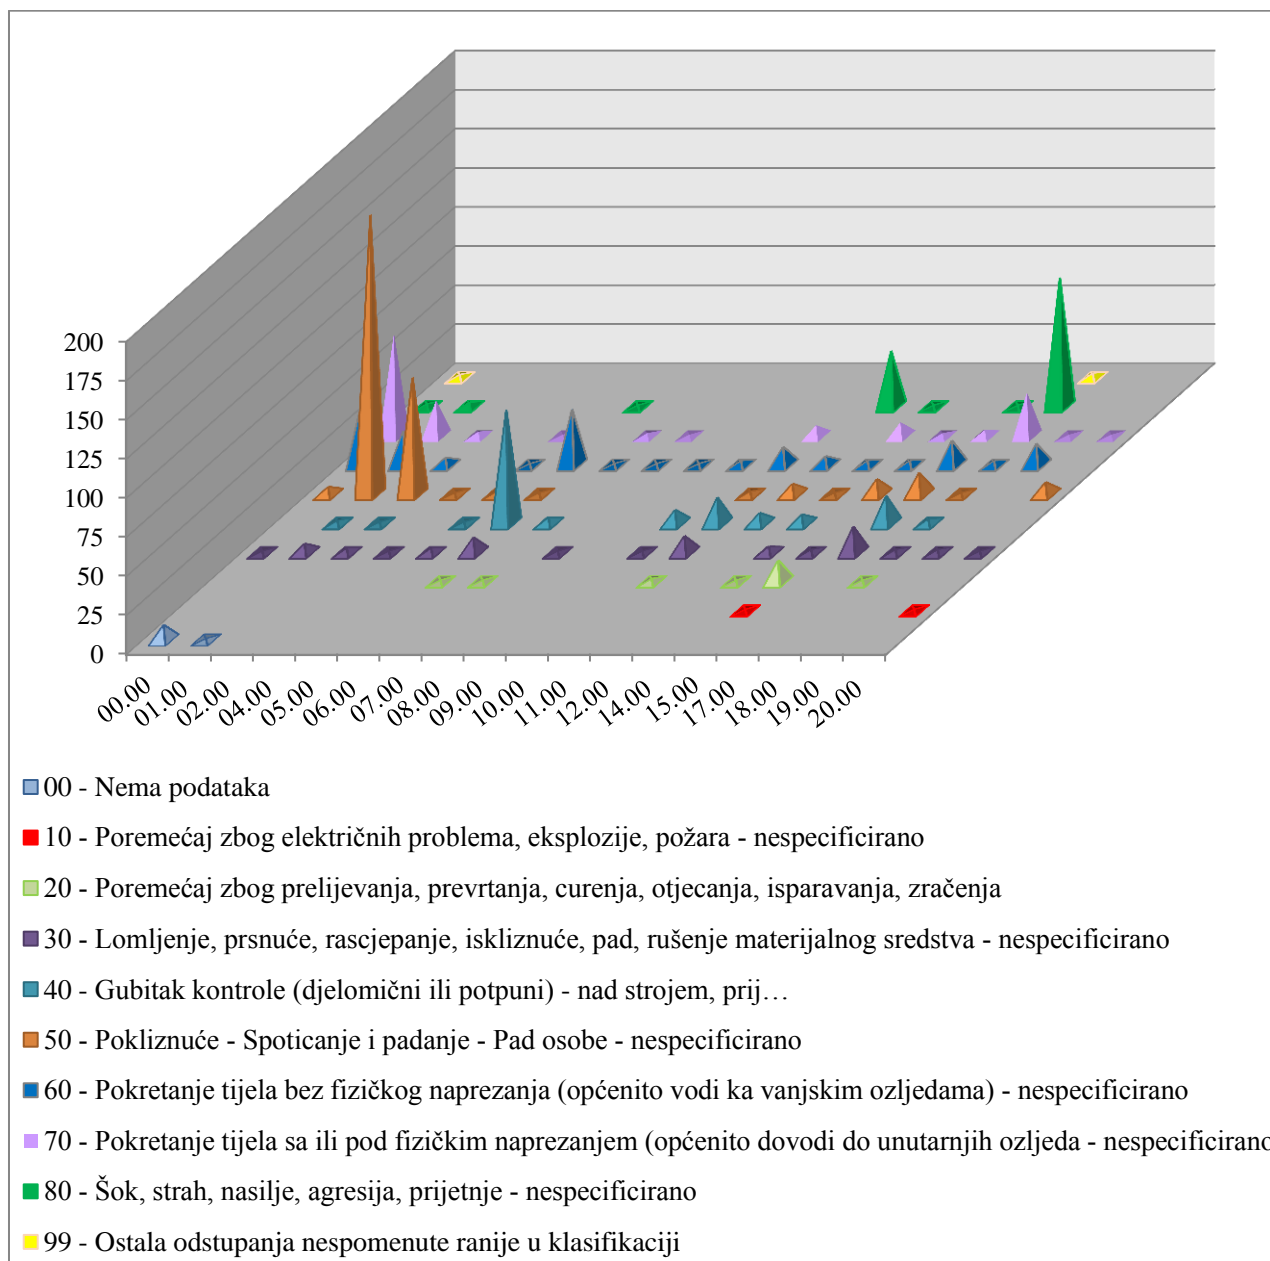 200
175
150
125
100
75
50
25
0
00.00
01.00
02.00
04.00
05.00
06.00
07.00
08.00
09.00
10.00
11.00
12.00
14.00
15.00
17.00
18.00
19.00
20.00
00 - Nema podataka
10 - Poremećaj zbog električnih problema, eksplozije, požara - nespecificirano
20 - Poremećaj zbog prelijevanja, prevrtanja, curenja, otjecanja, isparavanja, zračenja
30 - Lomljenje, prsnuće, rascjepanje, iskliznuće, pad, rušenje materijalnog sredstva - nespecificirano
40 - Gubitak kontrole (djelomični ili potpuni) - nad strojem, prij…
50 - Pokliznuće - Spoticanje i padanje - Pad osobe - nespecificirano
60 - Pokretanje tijela bez fizičkog naprezanja (općenito vodi ka vanjskim ozljedama) - nespecificirano
70 - Pokretanje tijela sa ili pod fizičkim naprezanjem (općenito dovodi do unutarnjih ozljeda - nespecificirano
80 - Šok, strah, nasilje, agresija, prijetnje - nespecificirano
99 - Ostala odstupanja nespomenute ranije u klasifikaciji